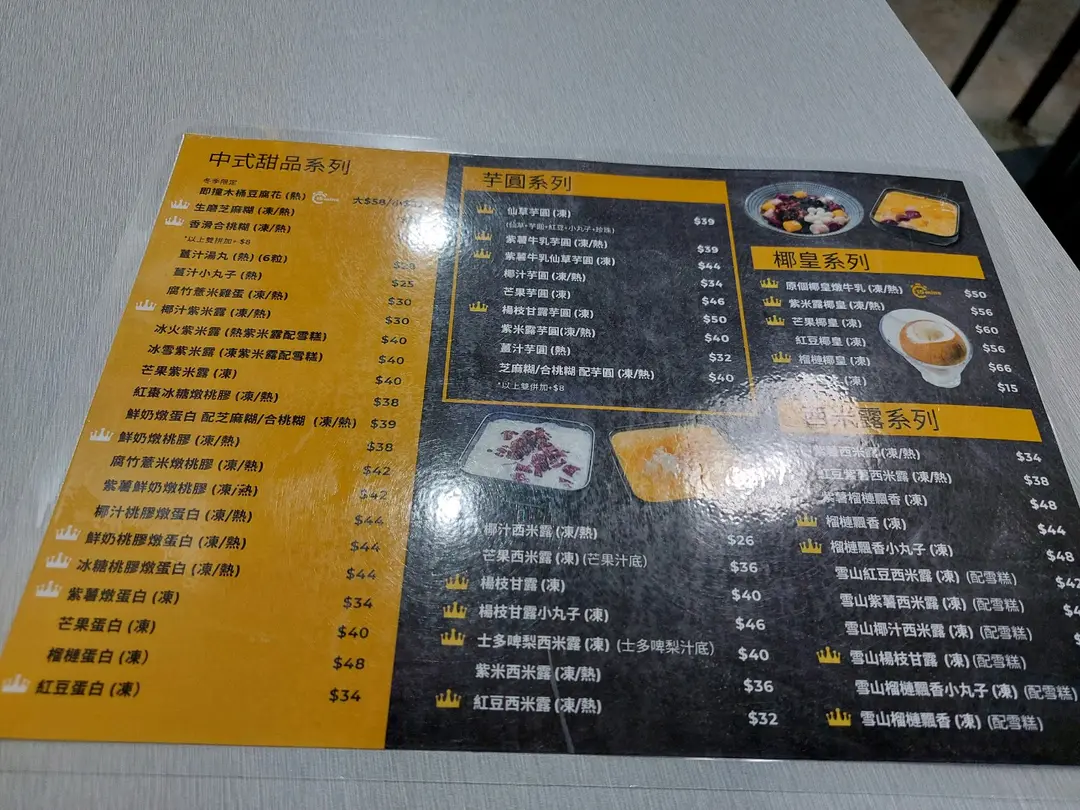 中式甜品系列
冬季限定
即撞木桶豆腐花 (熱) 大$58/
生磨芝麻糊 (凍/熱)
香滑合桃糊 (凍/熱)
*以上雙拼加+ $8
薑汁湯丸 (熱) (6粒)
薑汁小丸子 (熱)
腐竹薏米雞蛋 (凍/熱) $30
椰汁紫米露 (凍/熱) $30
冰火紫米露 (熱紫米露配雪糕) $40
冰雪紫米露 (凍紫米露配雪糕) $40
芒果紫米露 (凍) $40
紅棗冰糖燉桃膠 (凍/熱) $38
鮮奶燉蛋白 配芝麻糊/合桃糊 (凍/熱) $39
鮮奶燉桃膠 (凍/熱) $38
腐竹薏米燉桃膠 (凍/熱) $42
紫薯鮮奶燉桃膠 (凍/熱) $42
椰汁桃膠燉蛋白 (凍/熱) $44
鮮奶桃膠燉蛋白 (凍/熱) $44
冰糖桃膠燉蛋白 (凍/熱) $44
紫薯燉蛋白 (凍) $34
芒果蛋白 (凍) $40
榴槤蛋白 (凍) $48
紅豆蛋白 (凍) $34
芋圓系列
仙草芋圓 (凍) $39
(仙草+芋圓+紅豆+小丸子+珍珠)
紫薯牛乳芋圓 (凍/熱) $39
紫薯牛乳仙草芋圓 (凍) $44
椰汁芋圓 (凍/熱) $34
芒果芋圓 (凍) $46
楊枝甘露芋圓 (凍) $50
紫米露芋圓(凍/熱) $40
薑汁芋圓 (熱) $32
芝麻糊/合桃糊 配芋圓 (凍/熱) $40
*以上雙拼加+$8
椰汁西米露 (凍/熱) $26
芒果西米露 (凍) (芒果汁底) $36
楊枝甘露 (凍) $40
楊枝甘露小丸子 (凍) $46
士多啤梨西米露 (凍) (士多啤梨汁底) $40
紫米西米露 (凍/熱) $36
紅豆西米露 (凍/熱) $32
椰皇系列
原個椰皇燉牛乳 (凍/熱) $50
紫米露椰皇 (凍/熱) $56
芒果椰皇 (凍) $60
紅豆椰皇 (凍) $56
榴槤椰皇 (凍) $66
(凍) $15
西米露系列
薯西米露 (凍/熱) $34
紅豆紫薯西米露 (凍/熱) $38
紫薯榴槤飄香 (凍) $48
榴槤飄香 (凍) $44
榴槤飄香小丸子 (凍) $48
雪山紅豆西米露 (凍) (配雪糕)
雪山紫薯西米露 (凍) (配雪糕)
雪山椰汁西米露 (凍) (配雪糕)
雪山楊枝甘露 (凍) (配雪糕)
雪山榴槤飄香小丸子 (凍) (配雪糕)
雪山榴槤飄香 (凍) (配雪糕)